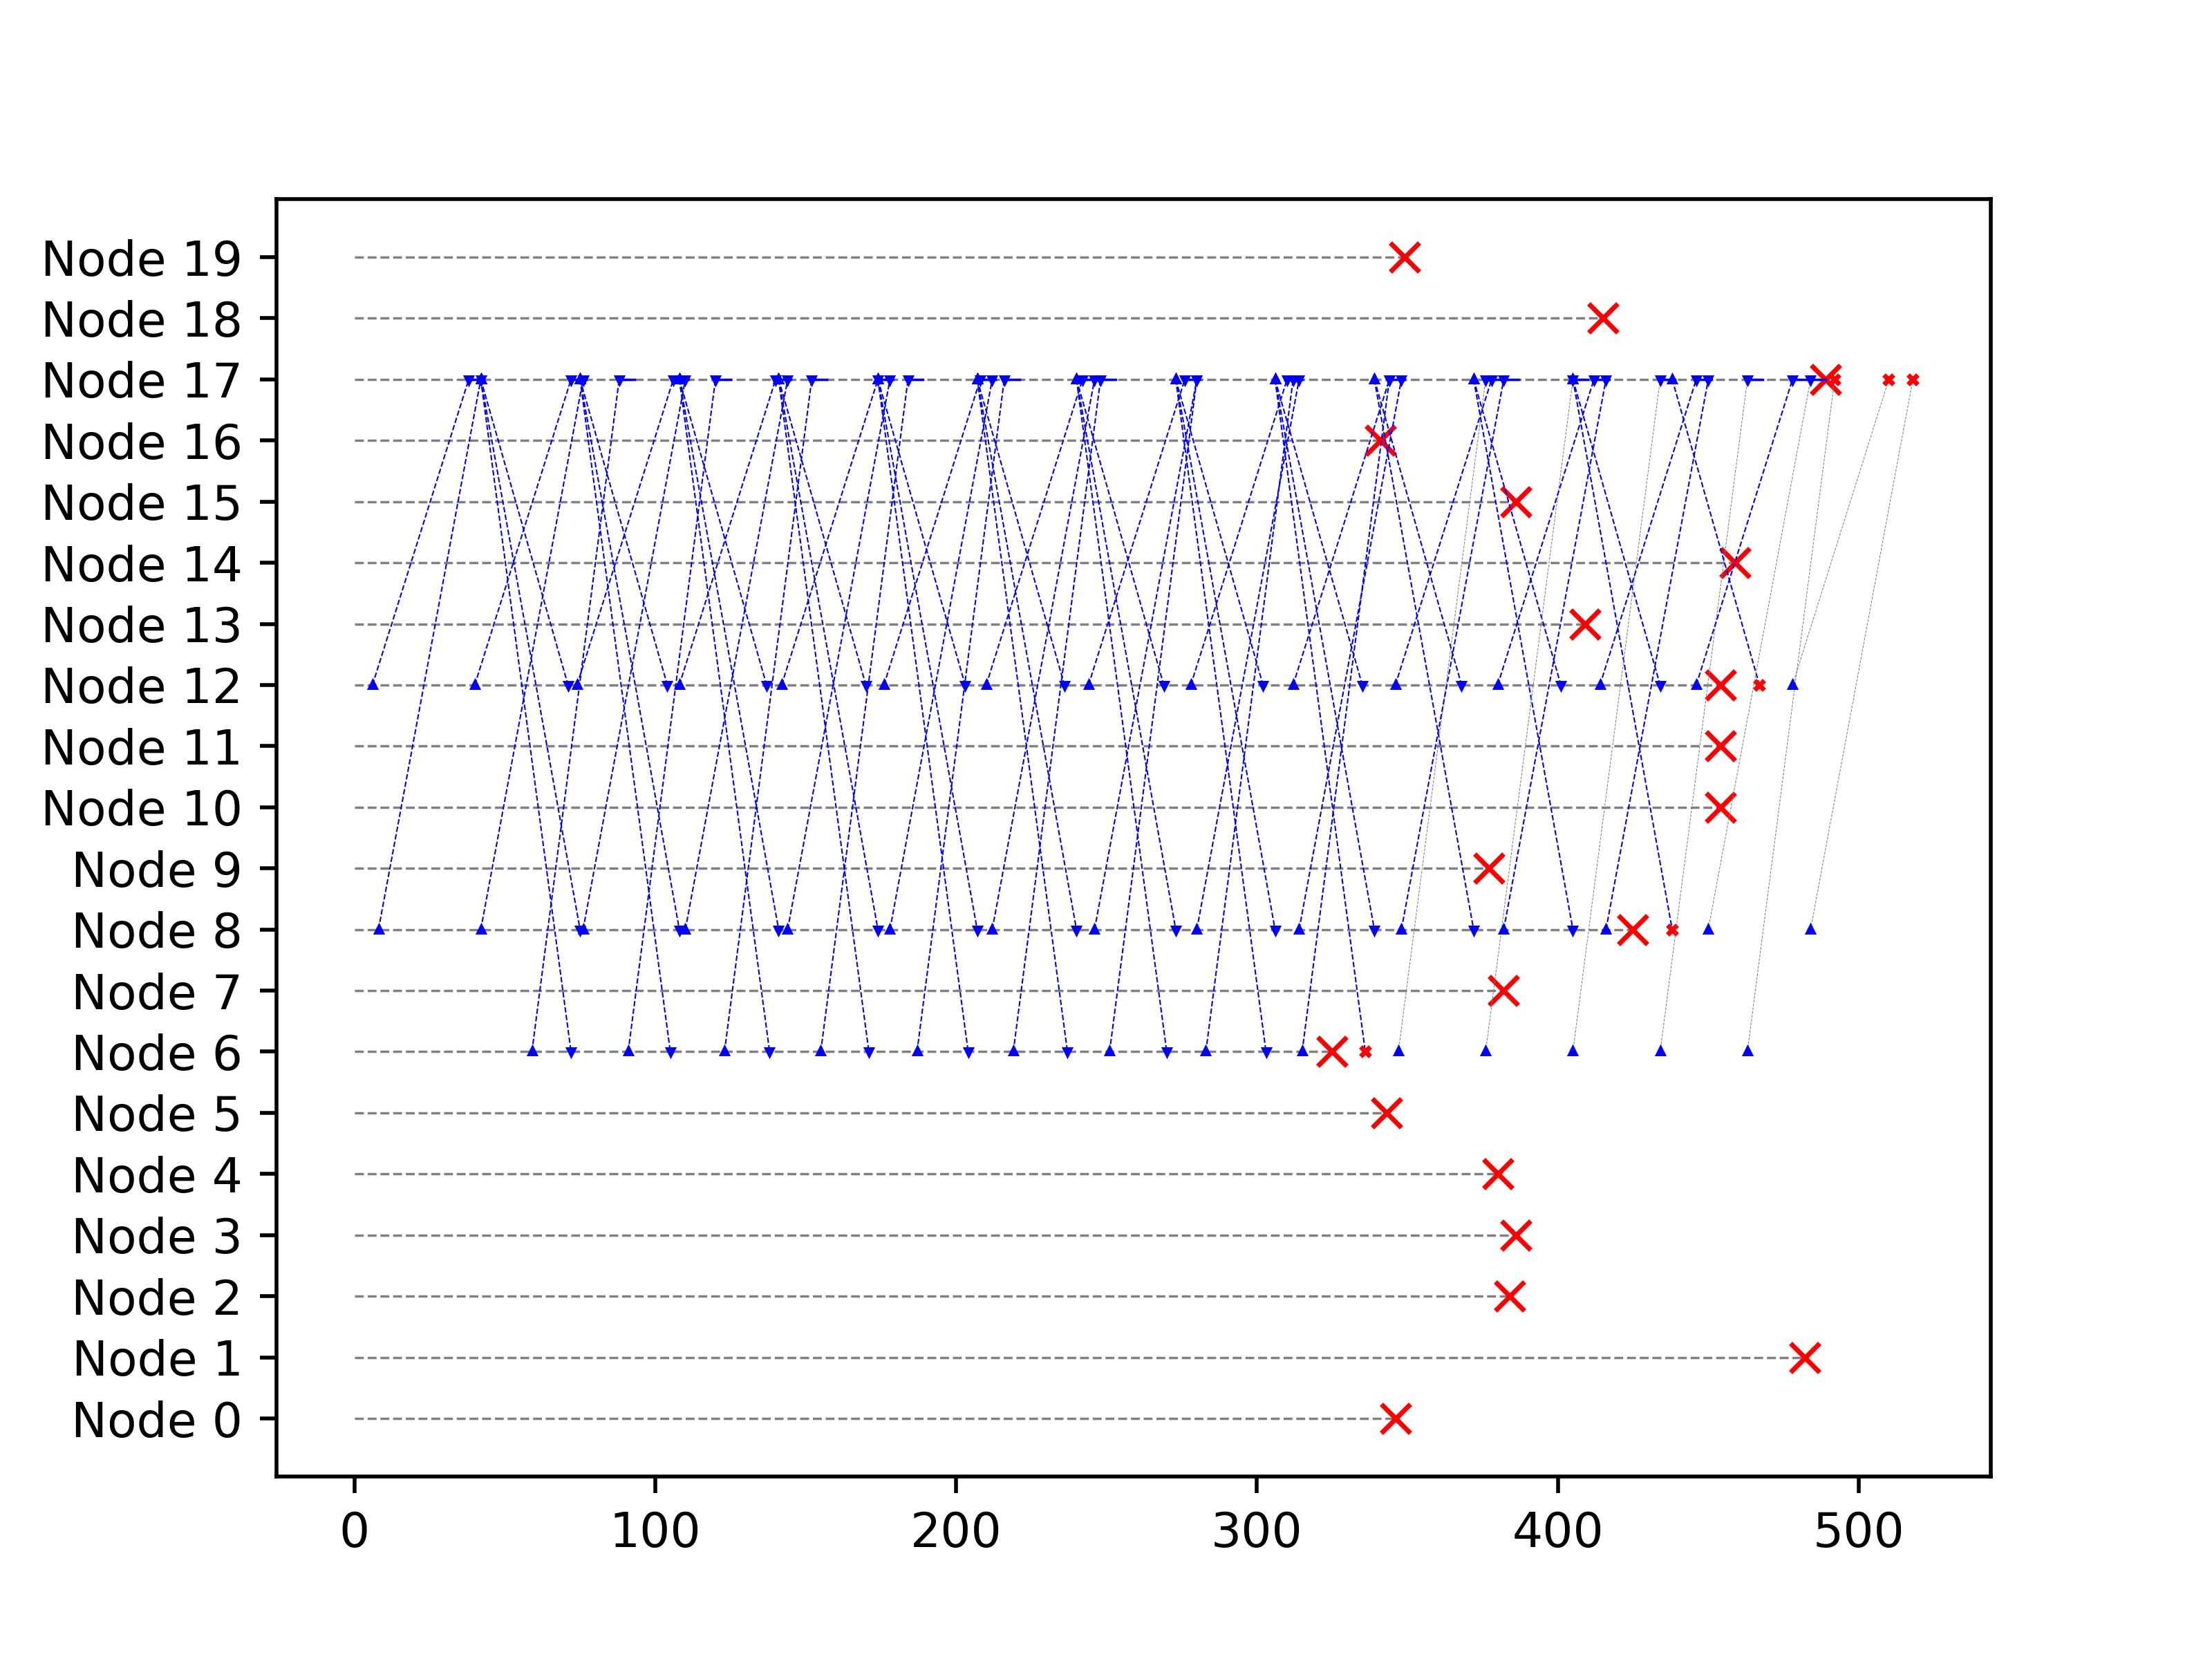 Node 19
Node 18
Node 17
Node 16
Node 15
Node 14
Node 13
Node 12
Node 11
Node 10
Node 9
Node 8
Node 7
Node 6
Node 5
Node 4
Node 3
Node 2
Node 1
Node 0
0 100 200 300 400 500